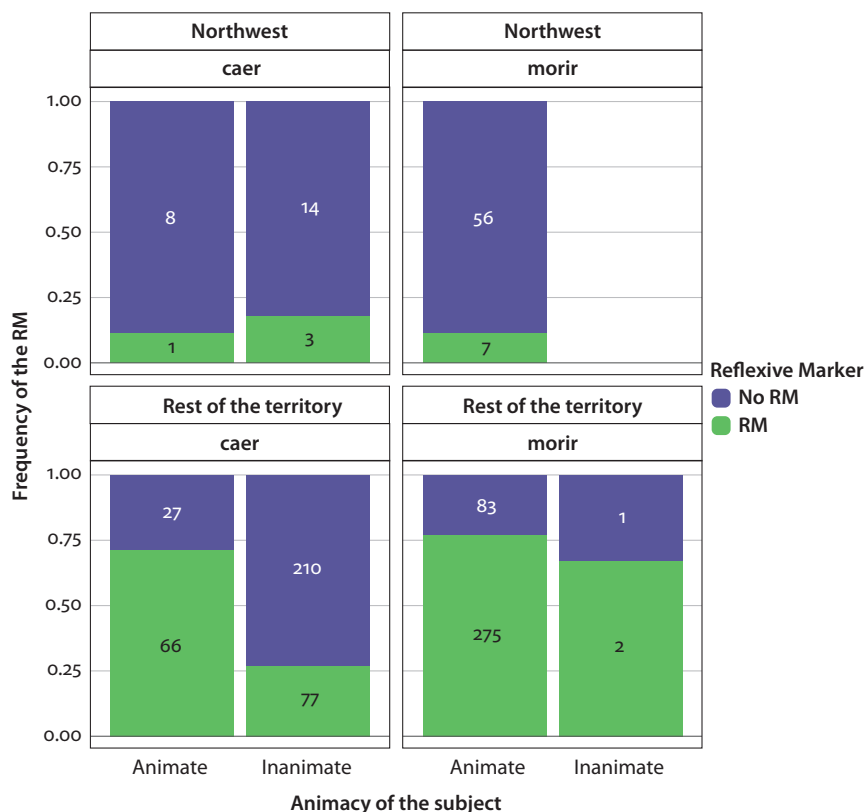 Northwest
Northwest
caer
morir
1.00
0.75
0.50
0.25
0.00
8
14
56
1
3
7
Frequency of the RM
Reflexive Marker
No RM
RM
Rest of the territory
Rest of the territory
caer
morir
1.00
0.75
0.50
0.25
0.00
27
210
83
1
66
77
275
2
Animate
Inanimate
Animate
Inanimate
Animacy of the subject